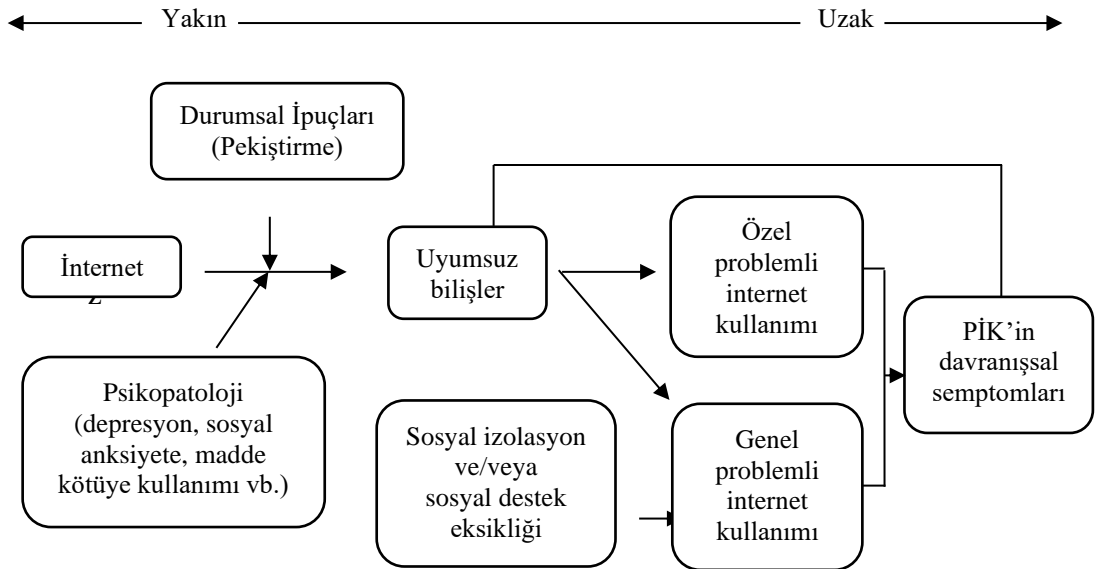 Yakın
Uzak
Durumsal İpuçları
(Pekiştirme)
İnternet
Uyumsuz
bilişler
Özel
problemli
internet
kullanımı
PİK’in
davranışsal
semptomları
Psikopatoloji
(depresyon, sosyal
anksiyete, madde
kötüye kullanımı vb.)
Sosyal izolasyon
ve/veya
sosyal destek
eksikliği
Genel
problemli
internet
kullanımı